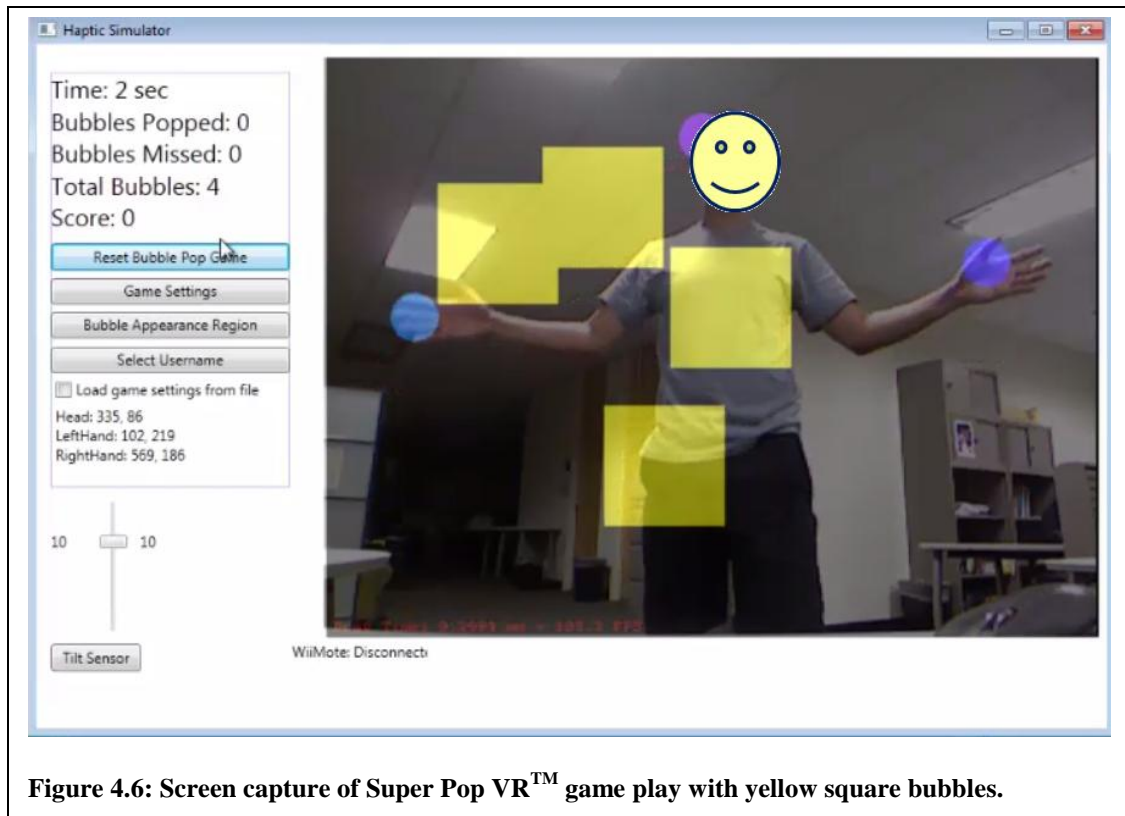 Haptic Simulator
Time: 2 sec
Bubbles Popped: 0
Bubbles Missed: 0
Total Bubbles: 4
Score: 0
Reset Bubble Pop Game
Game Settings
Bubble Appearance Region
Select Username
Load game settings from file
Head: 335, 86
LeftHand: 102, 219
RightHand: 569, 186
10 10
Tilt Sensor
WiiMote: Disconnect
Figure 4.6: Screen capture of Super Pop VR™ game play with yellow square bubbles.